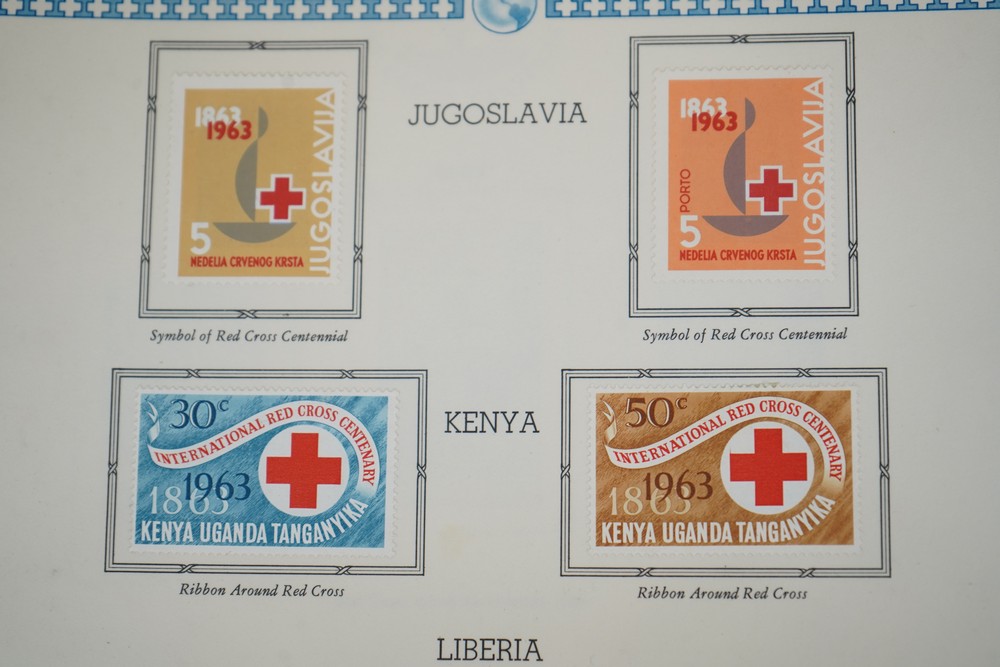 JUGOSLAVIA
1863
1963
JUGOSLAVIJA
5
NEDELJA CRVENOG KRSTA
Symbol of Red Cross Centennial
1863
1963
JUGOSLAVIJA
PORTO
5
NEDELJA CRVENOG KRSTA
Symbol of Red Cross Centennial
KENYA
30c
INTERNATIONAL RED CROSS CENTENARY
1963
1863
KENYA UGANDA TANGANYIKA
Ribbon Around Red Cross
50c
INTERNATIONAL RED CROSS CENTENARY
1963
1863
KENYA UGANDA TANGANYIKA
Ribbon Around Red Cross
LIBERIA